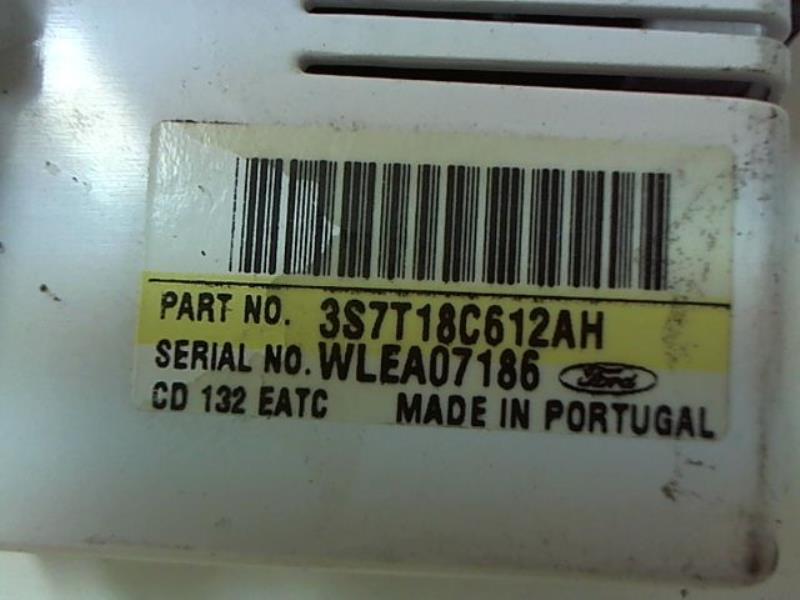 PART NO. 3S7T18C612AH
SERIAL NO. WLEA07186 Ford
CD 132 EATC MADE IN PORTUGAL